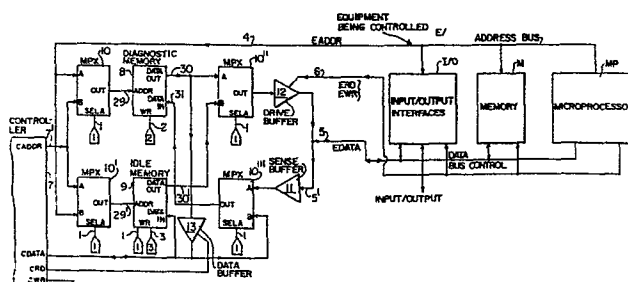 EQUIPMENT
BEING CONTROLLED
E/
4
EADDR
ADDRESS BUS
MPX
10
DIAGNOSTIC
MEMORY
MPX
10"
I/O
M
MP
A
B
OUT
SELA
1
8
DATA
OUT
ADDR
DATA
IN
WR
2
29
30
31
A
B
OUT
SELA
1
12
DRIVE
BUFFER
6
ERD
EWR
INPUT/OUTPUT
INTERFACES
MEMORY
MICROPROCESSOR
CONTROL-
LER
CADDR
7
5
EDATA
DATA
BUS CONTROL
INPUT/OUTPUT
MPX
10'
A
B
OUT
SELA
1
29'
IDLE
MEMORY
9
DATA
OUT
ADDR
DATA
IN
WR
1
3
30'
MPX
10'''
OUT
A
B
SELA
1
SENSE
BUFFER
11
5'
13
DATA
BUFFER
CDATA
CRD
CWR